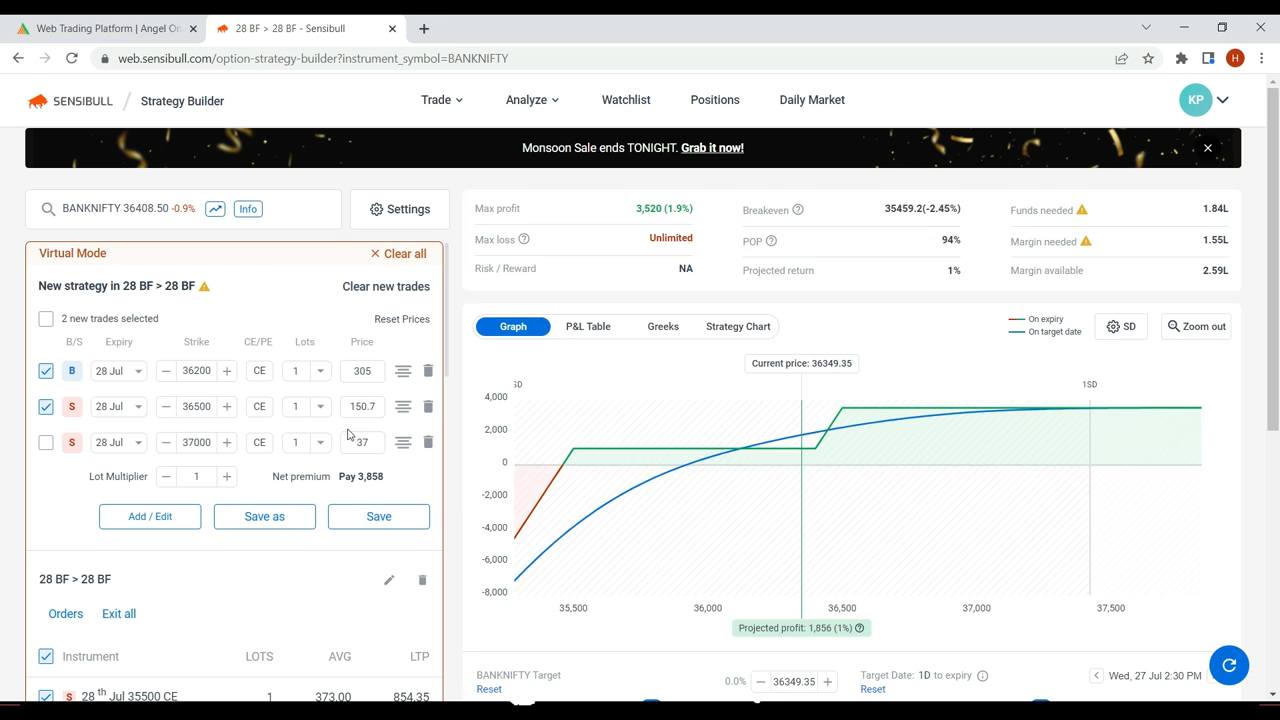 Web Trading Platform | Angel On
28 BF > 28 BF - Sensibull
web.sensibull.com/option-strategy-builder?instrument_symbol=BANKNIFTY
H
SENSIBULL / Strategy Builder
Trade Analyze Watchlist Positions Daily Market
KP
Monsoon Sale ends TONIGHT. Grab it now!
BANKNIFTY 36408.50 -0.9% Info
Settings
Virtual Mode
Clear all
New strategy in 28 BF > 28 BF
Clear new trades
2 new trades selected
Reset Prices
B/S Expiry Strike CE/PE Lots Price
B 28 Jul 36200 CE 1 305
S 28 Jul 36500 CE 1 150.7
S 28 Jul 37000 CE 1 37
Lot Multiplier 1 Net premium Pay 3,858
Add / Edit Save as Save
28 BF > 28 BF
Orders Exit all
Instrument LOTS AVG LTP
S 28th Jul 35500 CE 1 373.00 854.35
Max profit 3,520 (1.9%)
Max loss Unlimited
Risk / Reward NA
Breakeven 35459.2(-2.45%)
POP 94%
Projected return 1%
Funds needed 1.84L
Margin needed 1.55L
Margin available 2.59L
Graph P&L Table Greeks Strategy Chart
On expiry
On target date
SD
Zoom out
Current price: 36349.35
SD
1SD
4,000
2,000
0
-2,000
-4,000
-6,000
-8,000
35,500 36,000 36,500 37,000 37,500
Projected profit: 1,856 (1%)
BANKNIFTY Target
Reset
0.0% 36349.35
Target Date: 1D to expiry
Reset
Wed, 27 Jul 2:30 PM